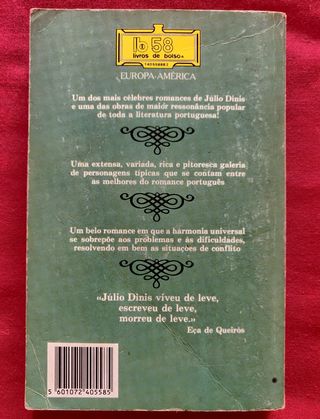 58
livros de bolso
EUROPA-AMÉRICA
Um dos mais célebres romances de Júlio Dinis
e uma das obras de maior ressonância popular
de toda a literatura portuguesa!
Uma extensa, variada, rica e pitoresca galeria
de personagens típicas que se contam entre
as melhores do romance português
Um belo romance em que a harmonia universal
se sobrepõe aos problemas e às dificuldades,
resolvendo em bem as situações de conflito
«Júlio Dinis viveu de leve,
escreveu de leve,
morreu de leve.»
Eça de Queirós
5601072405585